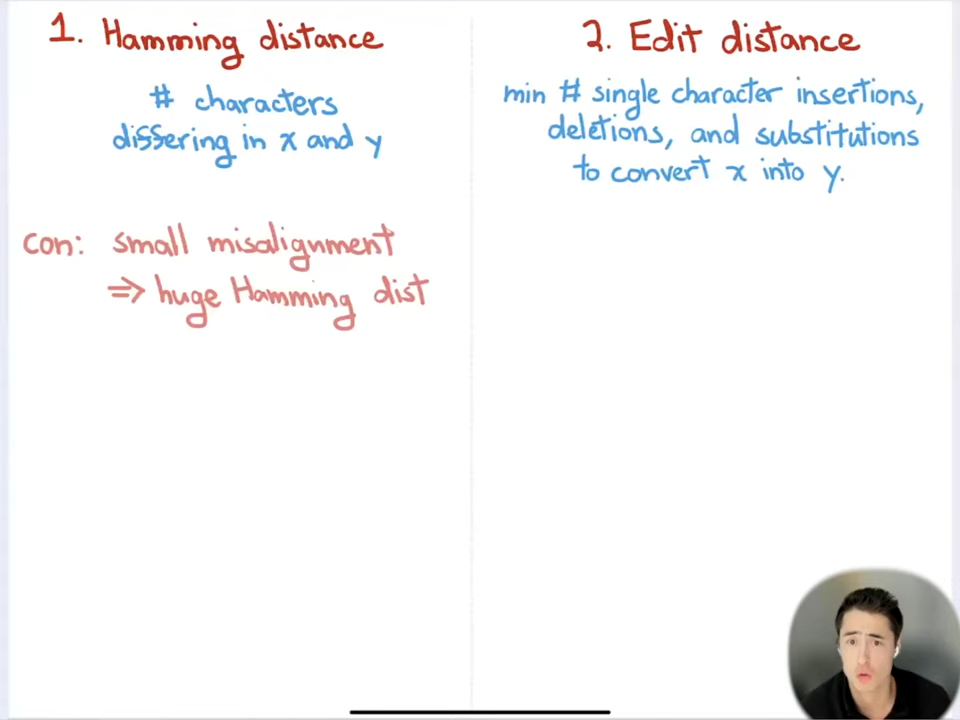 1. Hamming distance
# characters
differing in x and y
con: small misalignment
⇒ huge Hamming dist
2. Edit distance
min # single character insertions,
deletions, and substitutions
to convert x into y.